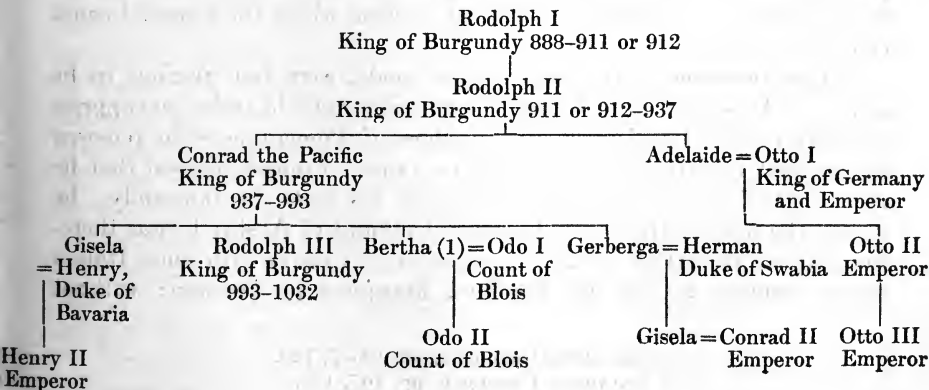 Rodolph I
King of Burgundy 888–911 or 912
Rodolph II
King of Burgundy 911 or 912–937
Conrad the Pacific
King of Burgundy
937–993
Adelaide = Otto I
King of Germany
and Emperor
Gisela
= Henry,
Duke of
Bavaria
Rodolph III
King of Burgundy
993–1032
Bertha (1) = Odo I
Count of
Blois
Gerberga = Herman
Duke of Swabia
Otto II
Emperor
Henry II
Emperor
Odo II
Count of Blois
Gisela = Conrad II
Emperor
Otto III
Emperor